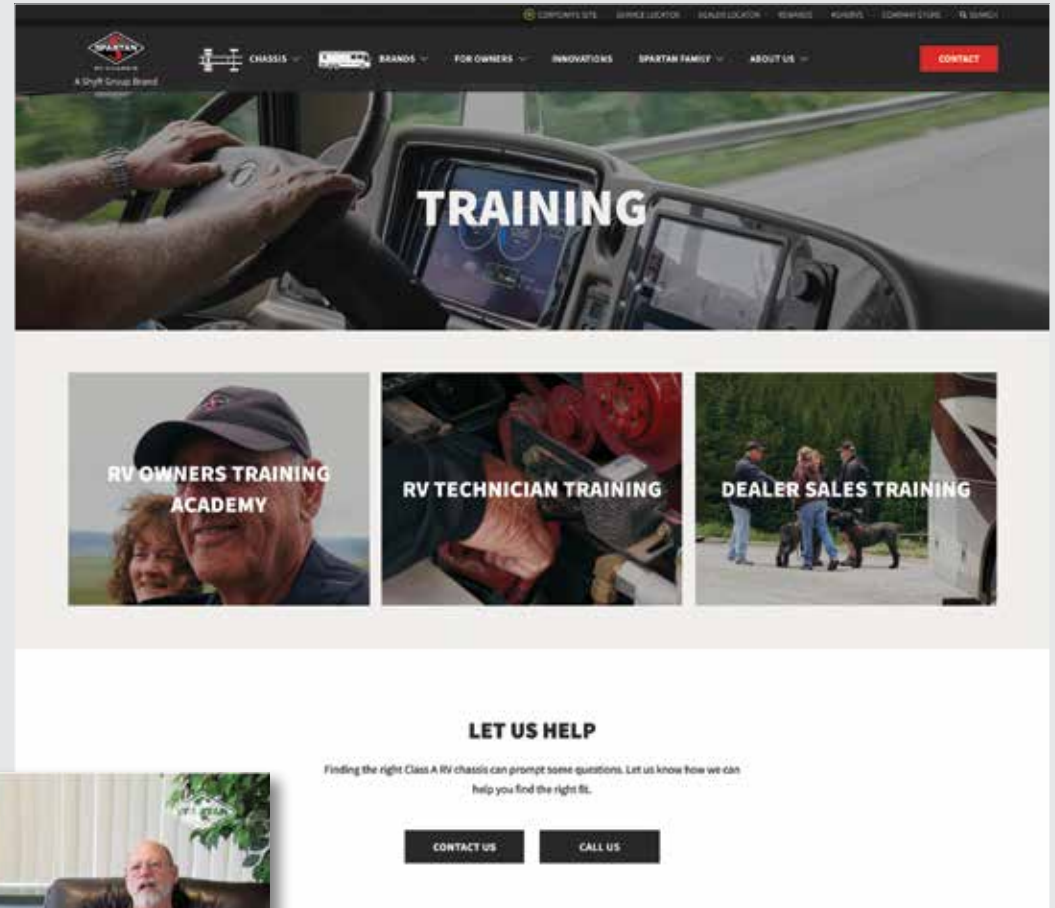 CORPORATE SITE SERVICE LOCATOR DEALER LOCATOR REWARDS COMPANY STORE SEARCH
SPARTAN
RV CHASSIS
A Shyft Group Brand
CHASSIS BRANDS FOR OWNERS INNOVATIONS SPARTAN FAMILY ABOUT US CONTACT
TRAINING
RV OWNERS TRAINING
ACADEMY
RV TECHNICIAN TRAINING
DEALER SALES TRAINING
LET US HELP
Finding the right Class A RV chassis can prompt some questions. Let us know how we can
help you find the right fit.
CONTACT US CALL US